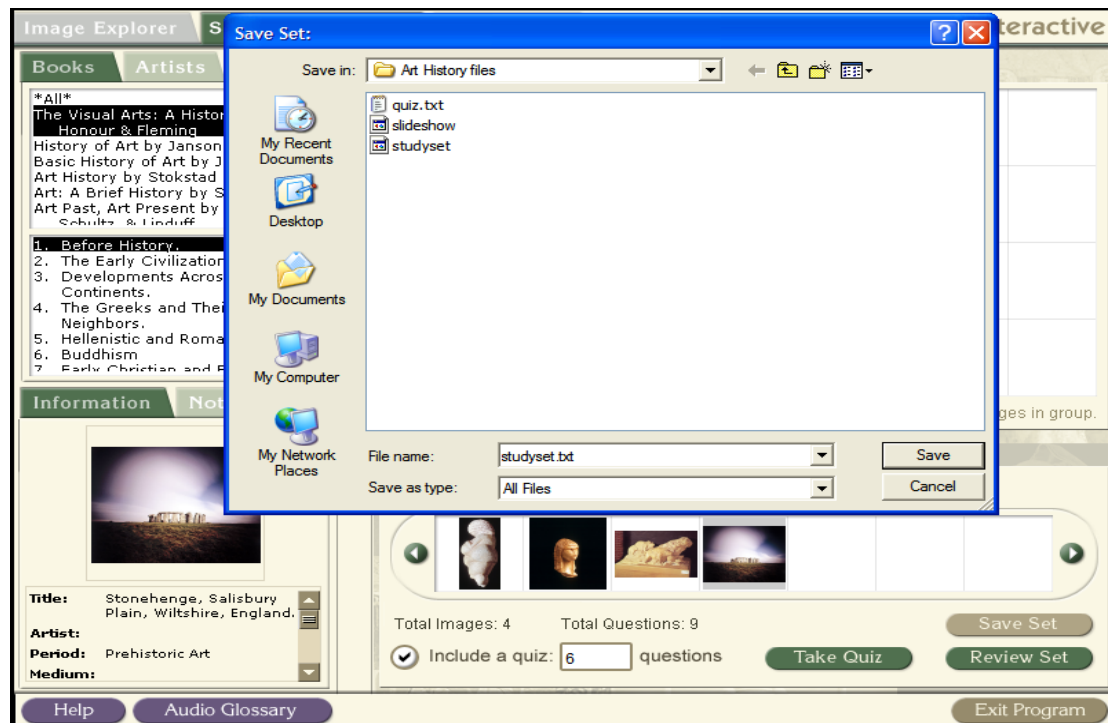 Image Explorer
S
teractive
Save Set:
Save in:
Art History files
Books
Artists
*All*
The Visual Arts: A Histor
Honour & Fleming
History of Art by Janson
Basic History of Art by J
Art History by Stokstad
Art: A Brief History by S
Art Past, Art Present by
Schultz, & Linduff
1. Before History.
2. The Early Civilization
3. Developments Acros
Continents.
4. The Greeks and Thei
Neighbors.
5. Hellenistic and Roma
6. Buddhism
7. Early Christian and
quiz.txt
slideshow
studyset
My Recent
Documents
Desktop
My Documents
My Computer
My Network
Places
File name:
studyset.txt
Save
Save as type:
All Files
Cancel
ges in group.
Information
Not
Title: Stonehenge, Salisbury
Plain, Wiltshire, England.
Artist:
Period: Prehistoric Art
Medium:
Total Images: 4
Total Questions: 9
Save Set
Include a quiz: 6 questions
Take Quiz
Review Set
Help
Audio Glossary
Exit Program